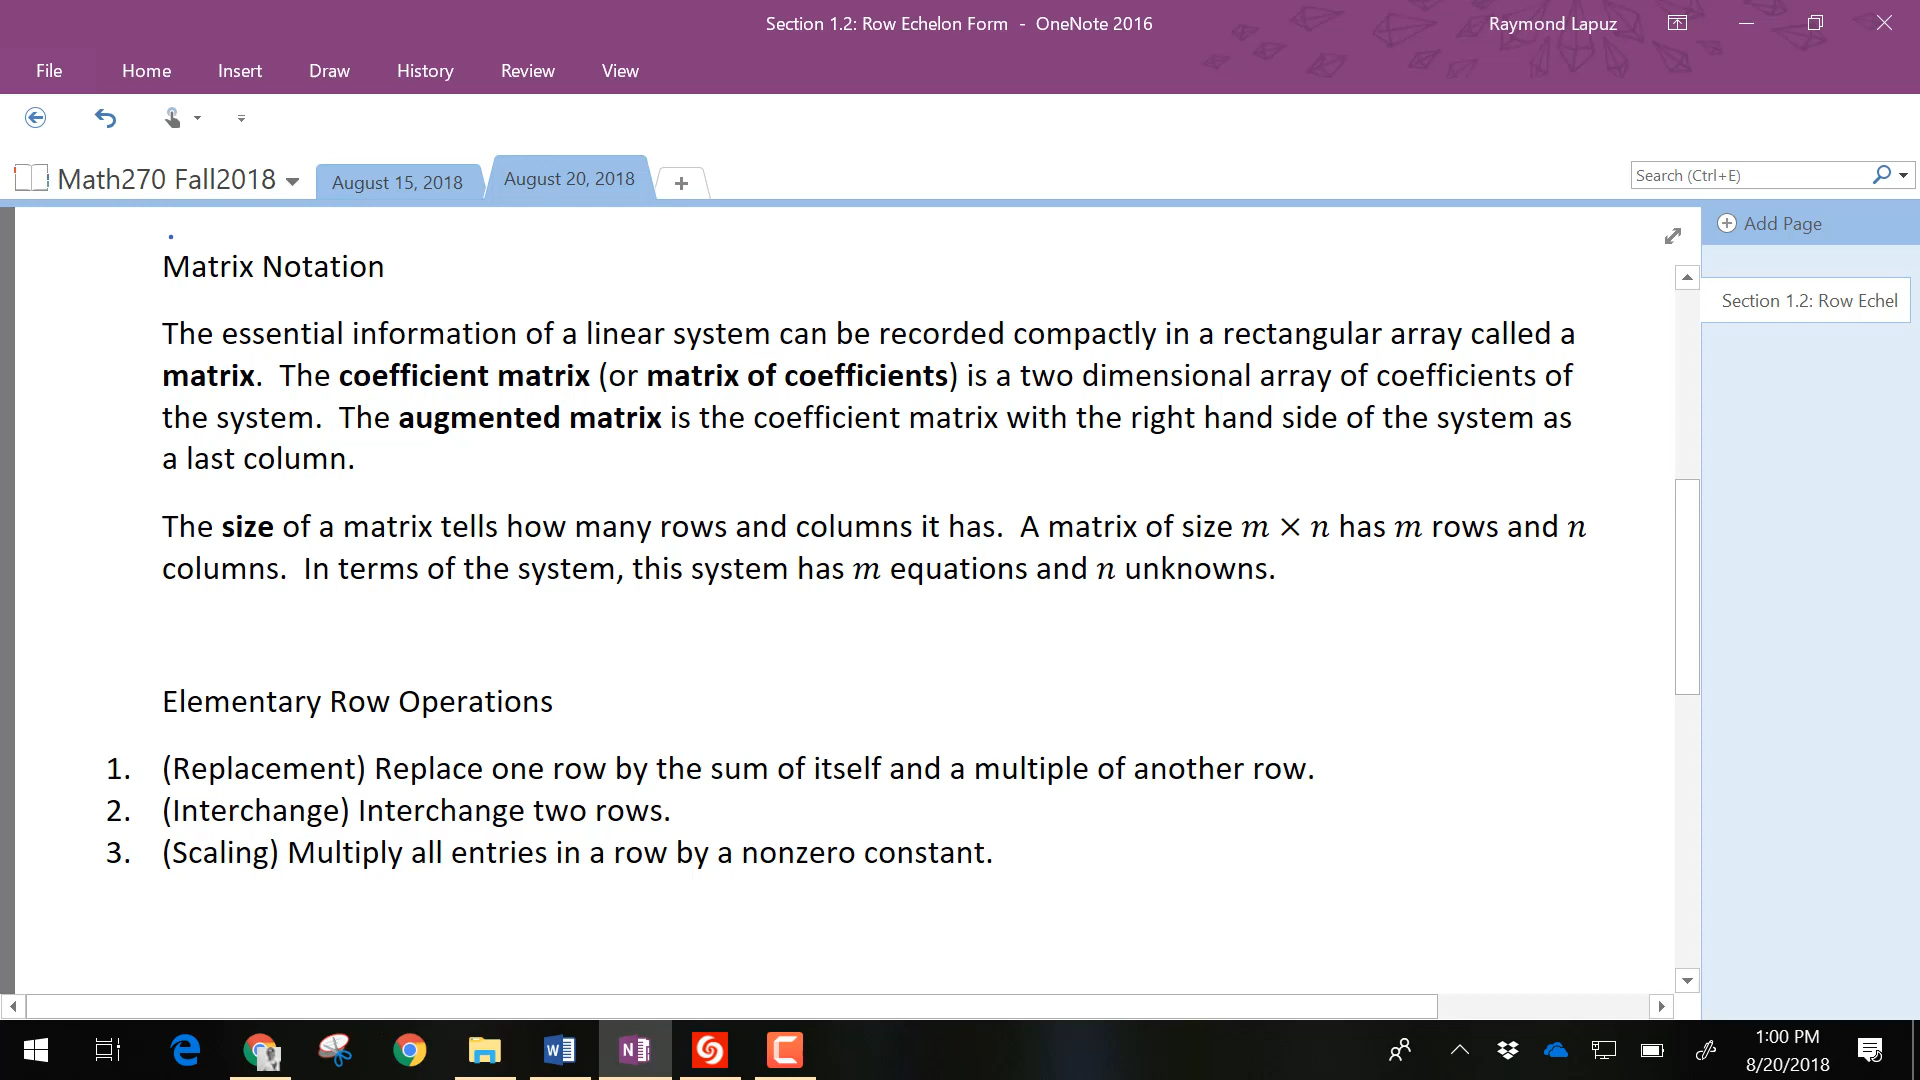 Section 1.2: Row Echelon Form - OneNote 2016
Raymond Lapuz
File Home Insert Draw History Review View
Math270 Fall2018
August 15, 2018
August 20, 2018
Search (Ctrl+E)
Add Page
Section 1.2: Row Echel
Matrix Notation
The essential information of a linear system can be recorded compactly in a rectangular array called a
matrix. The coefficient matrix (or matrix of coefficients) is a two dimensional array of coefficients of
the system. The augmented matrix is the coefficient matrix with the right hand side of the system as
a last column.
The size of a matrix tells how many rows and columns it has. A matrix of size m × n has m rows and n
columns. In terms of the system, this system has m equations and n unknowns.
Elementary Row Operations
1. (Replacement) Replace one row by the sum of itself and a multiple of another row.
2. (Interchange) Interchange two rows.
3. (Scaling) Multiply all entries in a row by a nonzero constant.
1:00 PM
8/20/2018